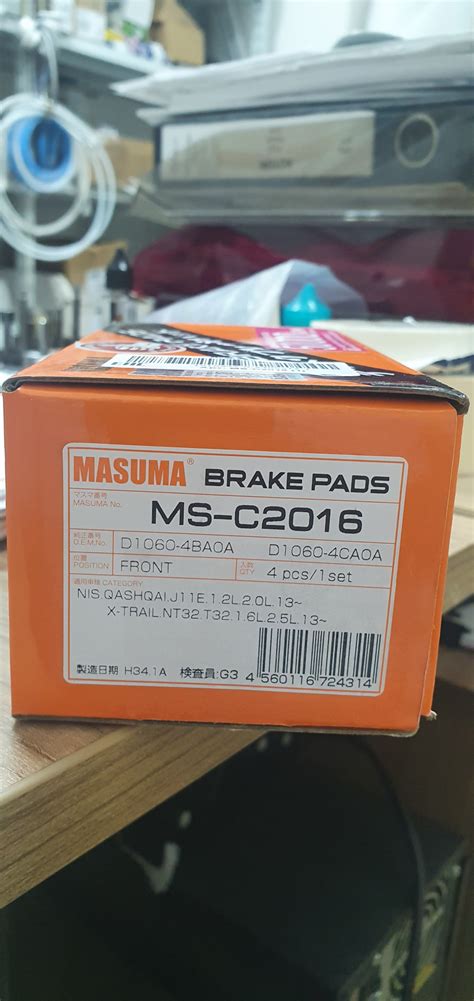 MASUMA® BRAKE PADS
マスマ番号
MASUMA No.
MS-C2016
純正番号
O.E.M.No.
D1060-4BA0A D1060-4CA0A
位置
POSITION
FRONT
入数
QTY
4 pcs/1set
適用車種 CATEGORY
NIS.QASHQAI.J11E.1.2L.2.0L.13~
X-TRAIL.NT32.T32.1.6L.2.5L.13~
製造日期 H34.1A 検査員:G3 4 560116 724314